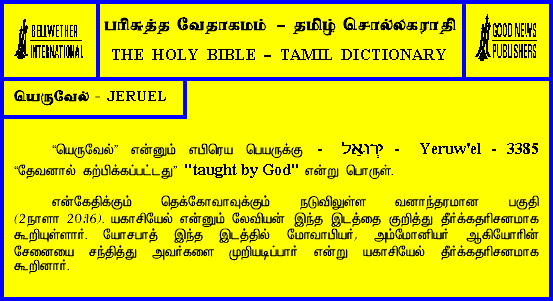 BELLWETHER
INTERNATIONAL
பரிசுத்த வேதாகமம் – தமிழ் சொல்லகராதி
THE HOLY BIBLE – TAMIL DICTIONARY
GOOD NEWS
PUBLISHERS
யெருவேல் - JERUEL
“யெருவேல்” என்னும் எபிரெய பெயருக்கு - יְרוּאֵל - Yeruw'el - 3385
“தேவனால் கற்பிக்கப்பட்டது” "taught by God" என்று பொருள்.
என்கேதிக்கும் தெக்கோவாவுக்கும் நடுவிலுள்ள வனாந்தரமான பகுதி
(2நாளா 20:16). யகாசியேல் என்னும் லேவியன் இந்த இடத்தை குறித்து தீர்க்கதரிசனமாக
கூறியுள்ளார். யோசபாத் இந்த இடத்தில் மோவாபியர், அம்மோனியர் ஆகியோரின்
சேனையை சந்தித்து அவர்களை முறியடிப்பார் என்று யகாசியேல் தீர்க்கதரிசனமாக
கூறினார்.